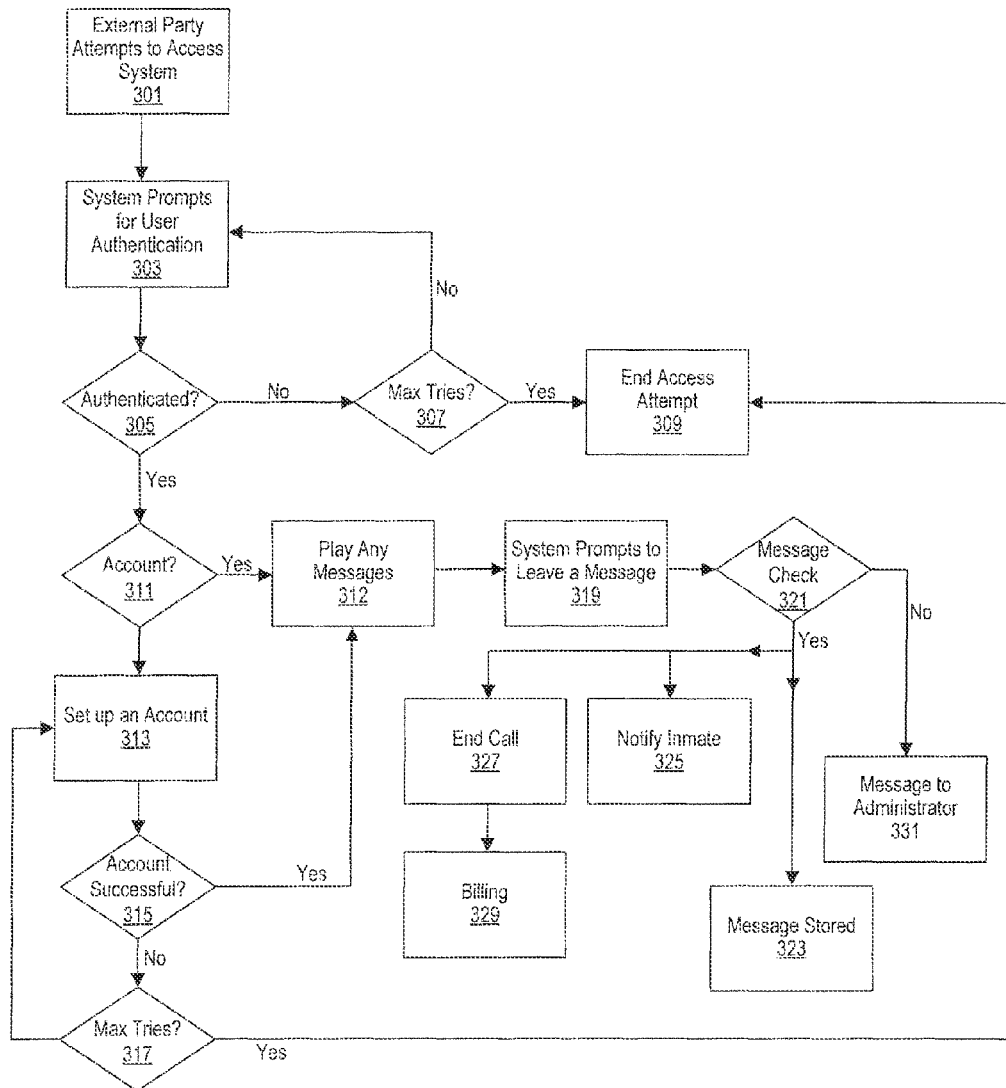 External Party
Attempts to Access
System
301
System Prompts
for User
Authentication
303
No
Authenticated?
305
No
Max Tries?
307
Yes
End Access
Attempt
309
Yes
Account?
311
Yes
Play Any
Messages
312
System Prompts to
Leave a Message
319
Message
Check
321
No
Yes
Set up an Account
313
End Call
327
Notify Inmate
325
Message to
Administrator
331
Account
Successful?
315
Yes
Billing
329
Message Stored
323
No
Max Tries?
317
Yes